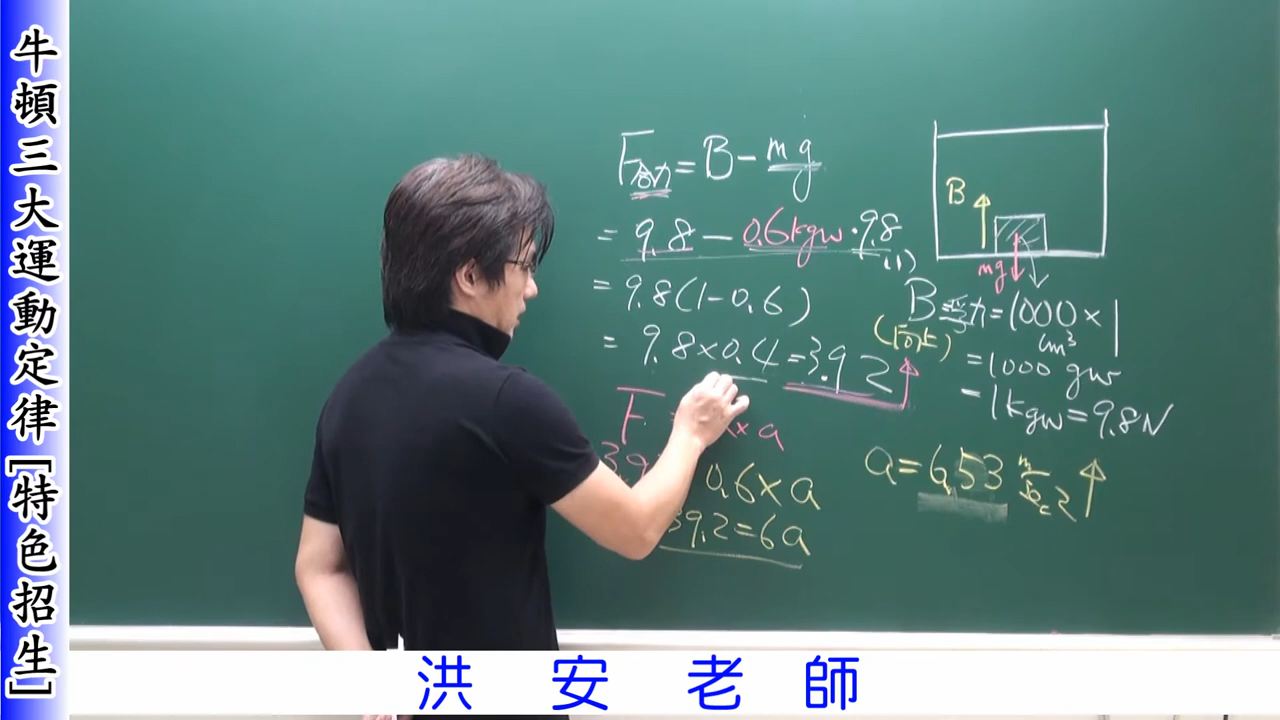 牛頓三大運動定律[特色招生]
F合力=B-mg
= 9.8 - 0.6kgw·9.8
(1)
= 9.8(1-0.6)
= 9.8×0.4=3.92
×a
0.6×a
39.2=6a
B
mg
B浮力=1000×1
(向上)
cm³
=1000 gw
=1kgw=9.8N
a=6.53 m/sec²
洪安老師